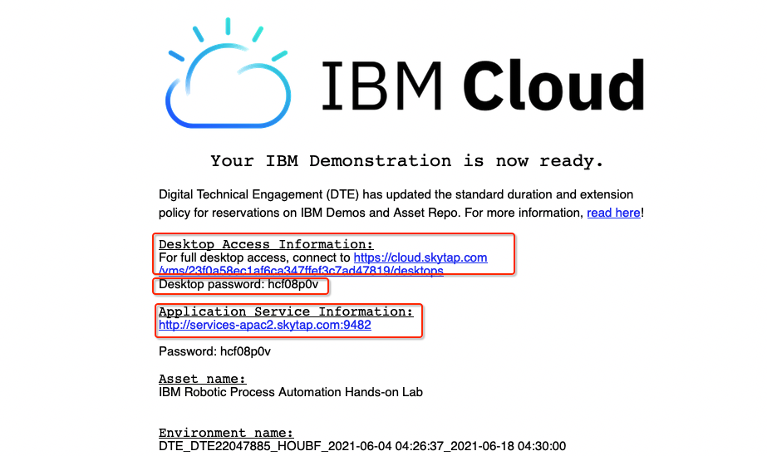 IBM Cloud
Your IBM Demonstration is now ready.
Digital Technical Engagement (DTE) has updated the standard duration and extension
policy for reservations on IBM Demos and Asset Repo. For more information, read here!
Desktop Access Information:
For full desktop access, connect to https://cloud.skytap.com
/vms/23f0a58ec1af6ca347ffef3c7ad47819/desktops
Desktop password: hcf08p0v
Application Service Information:
http://services-apac2.skytap.com:9482
Password: hcf08p0v
Asset name:
IBM Robotic Process Automation Hands-on Lab
Environment name:
DTE_DTE22047885_HOUBF_2021-06-04 04:26:37_2021-06-18 04:30:00